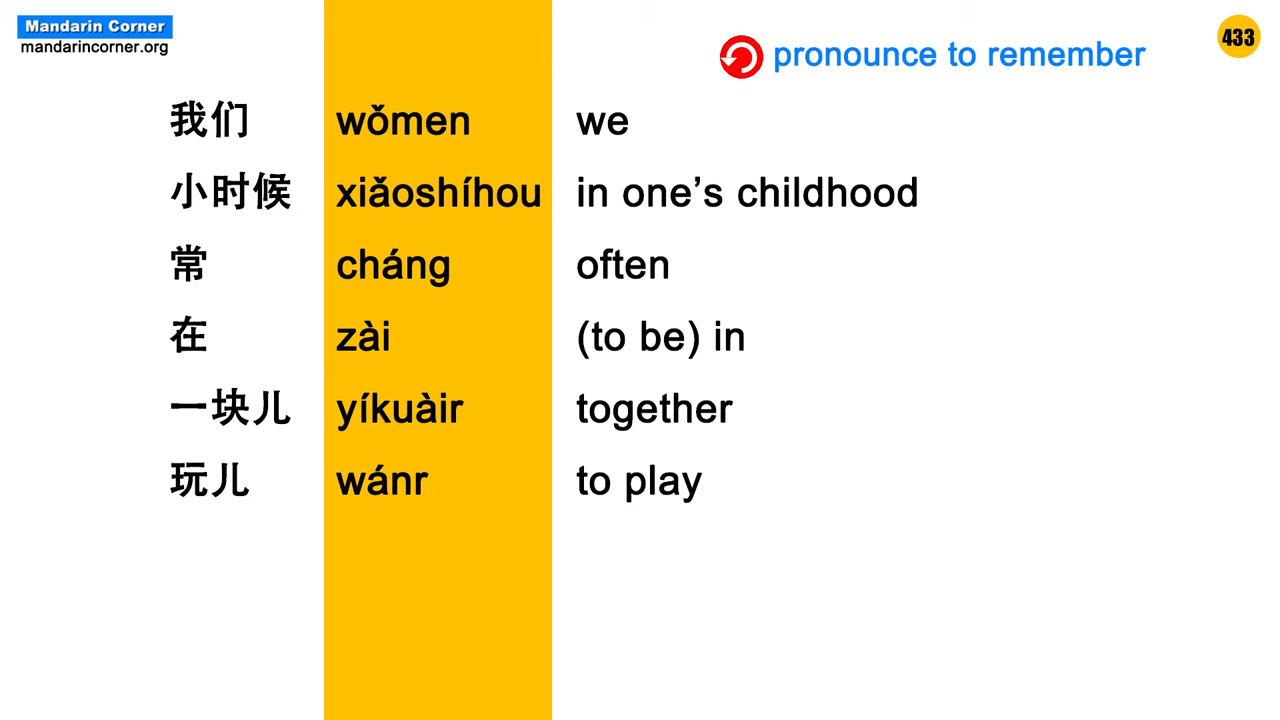 Mandarin Corner
mandarincorner.org
pronounce to remember
433
我们 wǒmen we
小时候 xiǎoshíhou in one’s childhood
常 cháng often
在 zài (to be) in
一块儿 yíkuàir together
玩儿 wánr to play